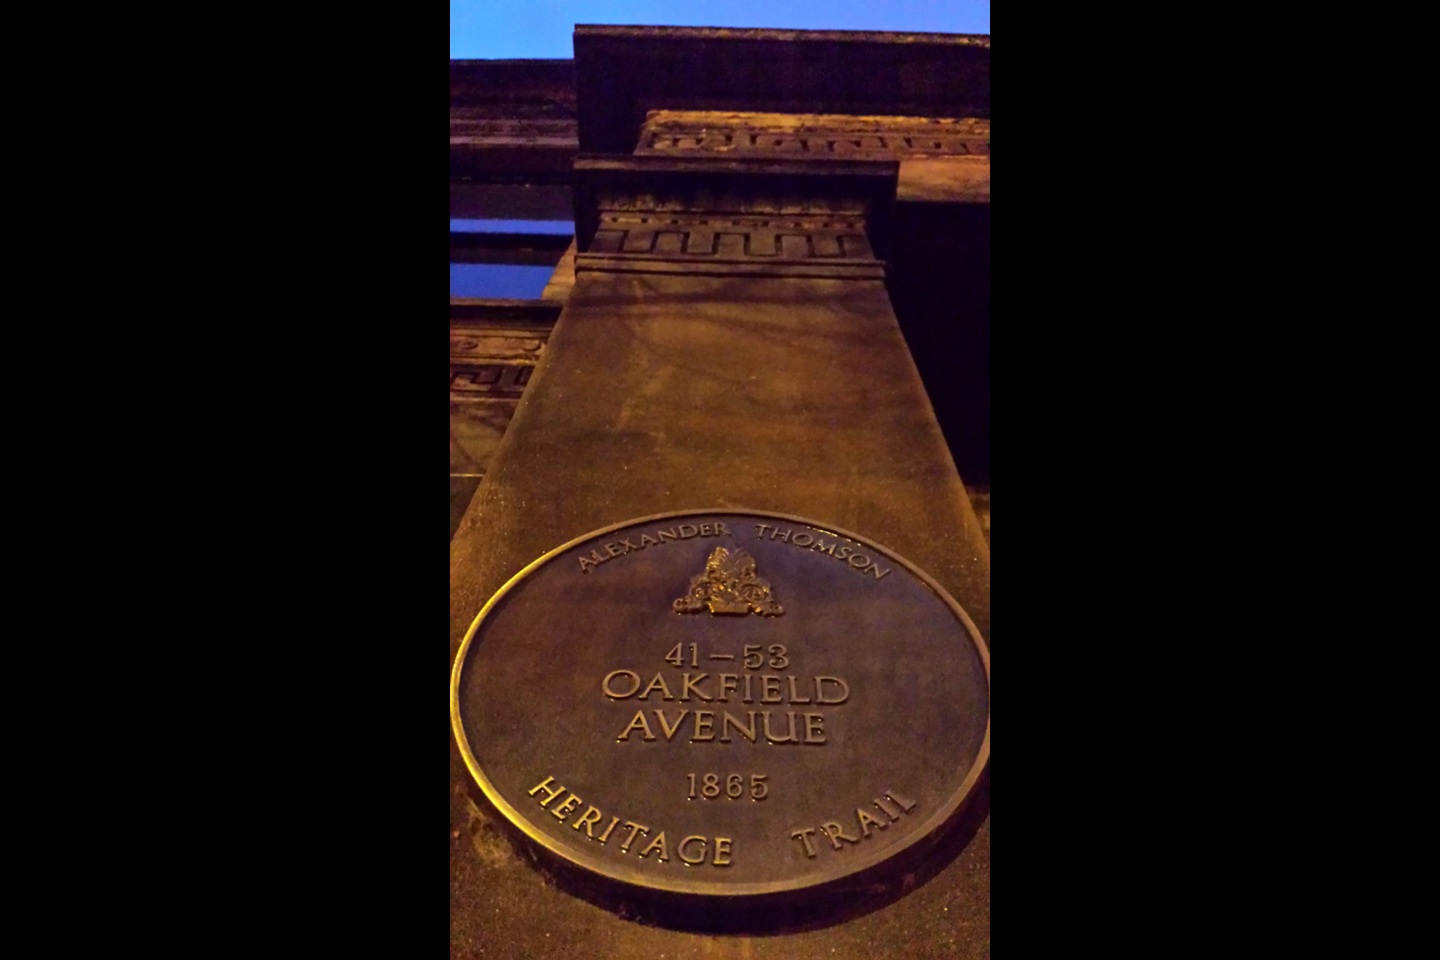 ALEXANDER THOMSON
41–53
OAKFIELD
AVENUE
1865
HERITAGE TRAIL